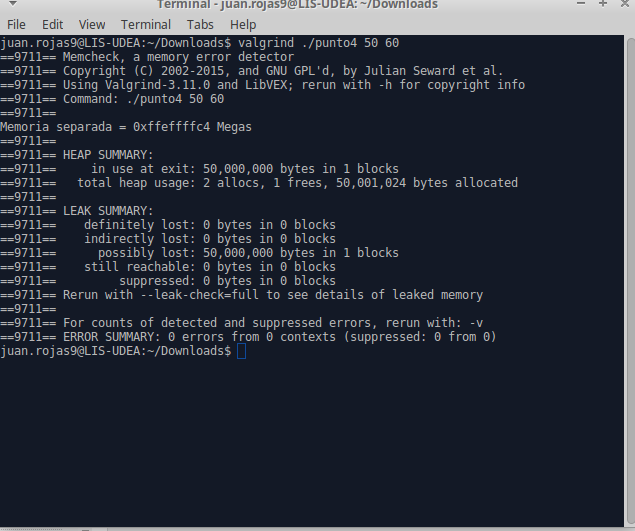 Terminal - juan.rojas9@LIS-UDEA: ~/Downloads
File Edit View Terminal Tabs Help
juan.rojas9@LIS-UDEA:~/Downloads$ valgrind ./punto4 50 60
==9711== Memcheck, a memory error detector
==9711== Copyright (C) 2002-2015, and GNU GPL'd, by Julian Seward et al.
==9711== Using Valgrind-3.11.0 and LibVEX; rerun with -h for copyright info
==9711== Command: ./punto4 50 60
==9711==
Memoria separada = 0xffeffffc4 Megas
==9711==
==9711== HEAP SUMMARY:
==9711==     in use at exit: 50,000,000 bytes in 1 blocks
==9711==   total heap usage: 2 allocs, 1 frees, 50,001,024 bytes allocated
==9711==
==9711== LEAK SUMMARY:
==9711==    definitely lost: 0 bytes in 0 blocks
==9711==    indirectly lost: 0 bytes in 0 blocks
==9711==      possibly lost: 50,000,000 bytes in 1 blocks
==9711==    still reachable: 0 bytes in 0 blocks
==9711==         suppressed: 0 bytes in 0 blocks
==9711== Rerun with --leak-check=full to see details of leaked memory
==9711==
==9711== For counts of detected and suppressed errors, rerun with: -v
==9711== ERROR SUMMARY: 0 errors from 0 contexts (suppressed: 0 from 0)
juan.rojas9@LIS-UDEA:~/Downloads$